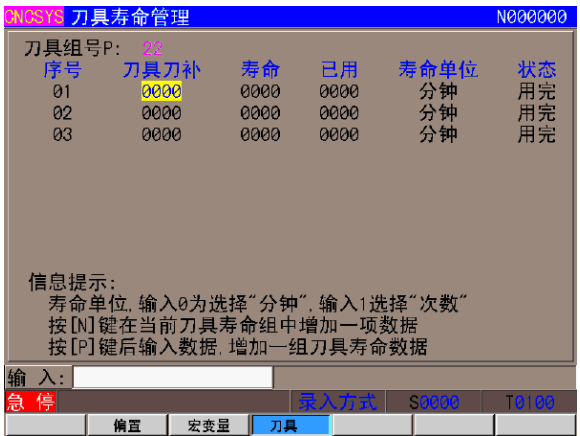 CNCSYS 刀具寿命管理 N000000
刀具组号P: 22
序号 刀具刀补 寿命 已用 寿命单位 状态
01 0000 0000 0000 分钟 用完
02 0000 0000 0000 分钟 用完
03 0000 0000 0000 分钟 用完
信息提示:
寿命单位,输入0为选择"分钟",输入1选择"次数"
按[N]键在当前刀具寿命组中增加一项数据
按[P]键后输入数据,增加一组刀具寿命数据
输 入:
急 停 录入方式 S0000 T0100
偏置 宏变量 刀具